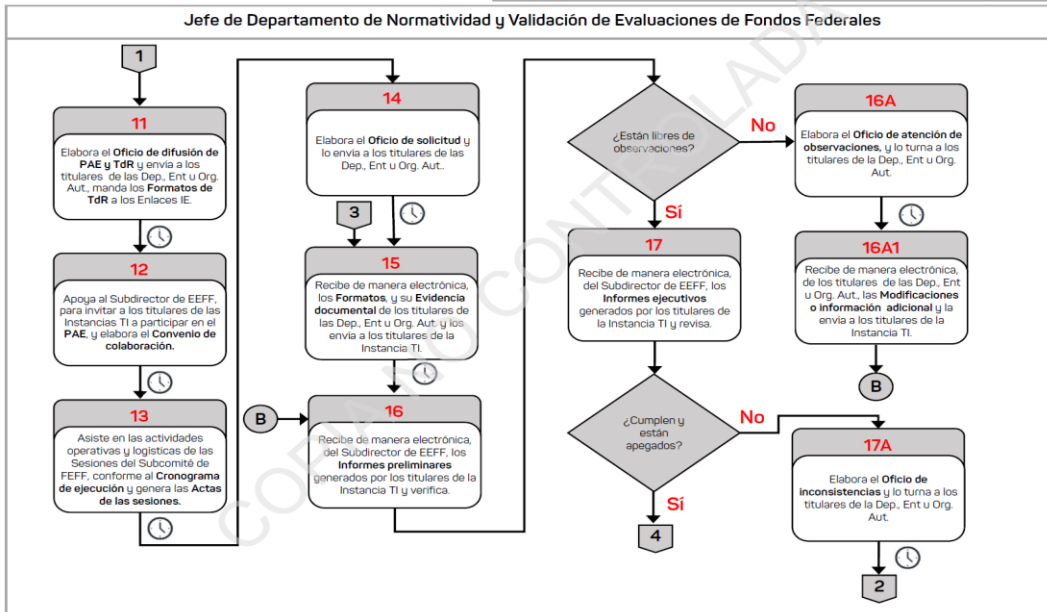 Jefe de Departamento de Normatividad y Validación de Evaluaciones de Fondos Federales
1
11
Elabora el Oficio de difusión de
PAE y TdR y envía a los
titulares de las Dep., Ent u Org.
Aut., manda los Formatos de
TdR a los Enlaces IE.
12
Apoya al Subdirector de EEFF,
para invitar a los titulares de las
Instancias TI a participar en el
PAE, y elabora el Convenio de
colaboración.
13
Asiste en las actividades
operativas y logísticas de las
Sesiones del Subcomité de
FEFF, conforme al Cronograma
de ejecución y genera las Actas
de las sesiones.
14
Elabora el Oficio de solicitud y
lo envía a los titulares de las
Dep., Ent u Org. Aut..
3
15
Recibe de manera electrónica,
los Formatos, y su Evidencia
documental de los titulares de
las Dep., Ent u Org. Aut. y los
envía a los titulares de la
Instancia TI.
B
16
Recibe de manera electrónica,
del Subdirector de EEFF, los
Informes preliminares
generados por los titulares de la
Instancia TI y verifica.
¿Están libres de
observaciones?
No
Sí
16A
Elabora el Oficio de atención de
observaciones, y lo turna a los
titulares de la Dep., Ent u Org.
Aut.
16A1
Recibe de manera electrónica,
de los titulares de las Dep., Ent
u Org. Aut., las Modificaciones
o información adicional y la
envía a los titulares de la
Instancia TI.
B
17
Recibe de manera electrónica,
del Subdirector de EEFF, los
Informes ejecutivos
generados por los titulares de
la Instancia TI y revisa.
¿Cumplen y
están
apegados?
No
Sí
4
17A
Elabora el Oficio de
inconsistencias y lo turna a los
titulares de la Dep., Ent u Org.
Aut.
2
COPIA NO CONTROLADA